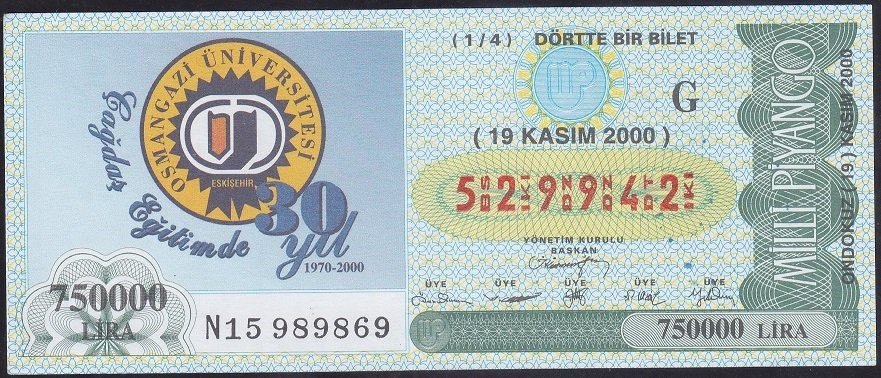 OSMANGAZİ ÜNİVERSİTESİ
ESKİŞEHİR
Çağdaş Eğitimde
30 yıl
1970-2000
750000
LİRA
N15 989869
(1/4) DÖRTTE BİR BİLET
MP
G
( 19 KASIM 2000 )
529942
YÖNETİM KURULU
BAŞKAN
ÜYE ÜYE ÜYE ÜYE ÜYE
MP
750000 LİRA
MİLLİ PİYANGO
ONDOKUZ (19) KASIM 2000